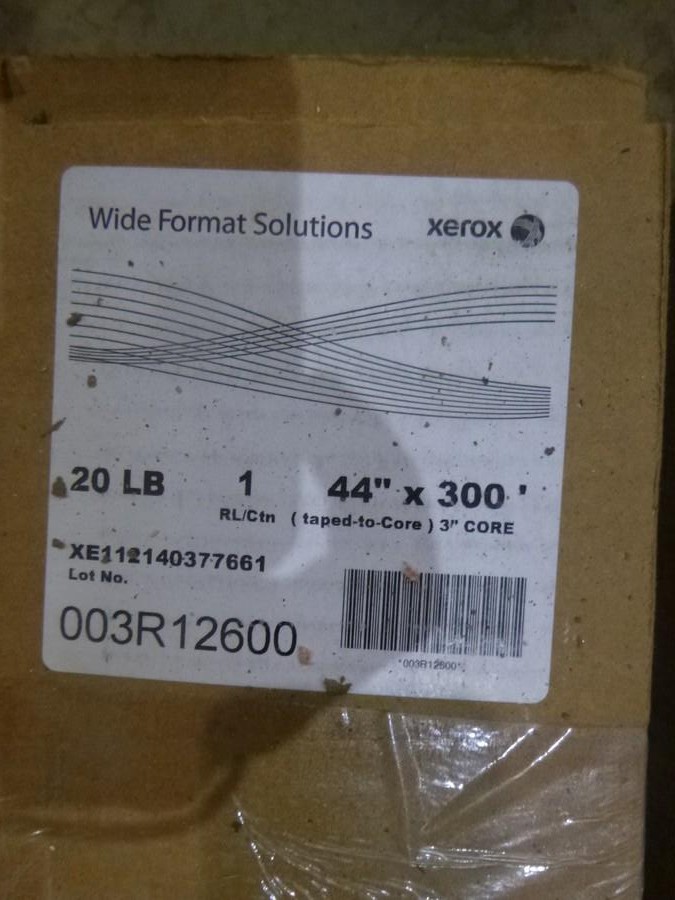 Wide Format Solutions xerox
20 LB 1 44" x 300 '
RL/Ctn ( taped-to-Core ) 3" CORE
XE112140377661
Lot No.
003R12600
*003R12600*